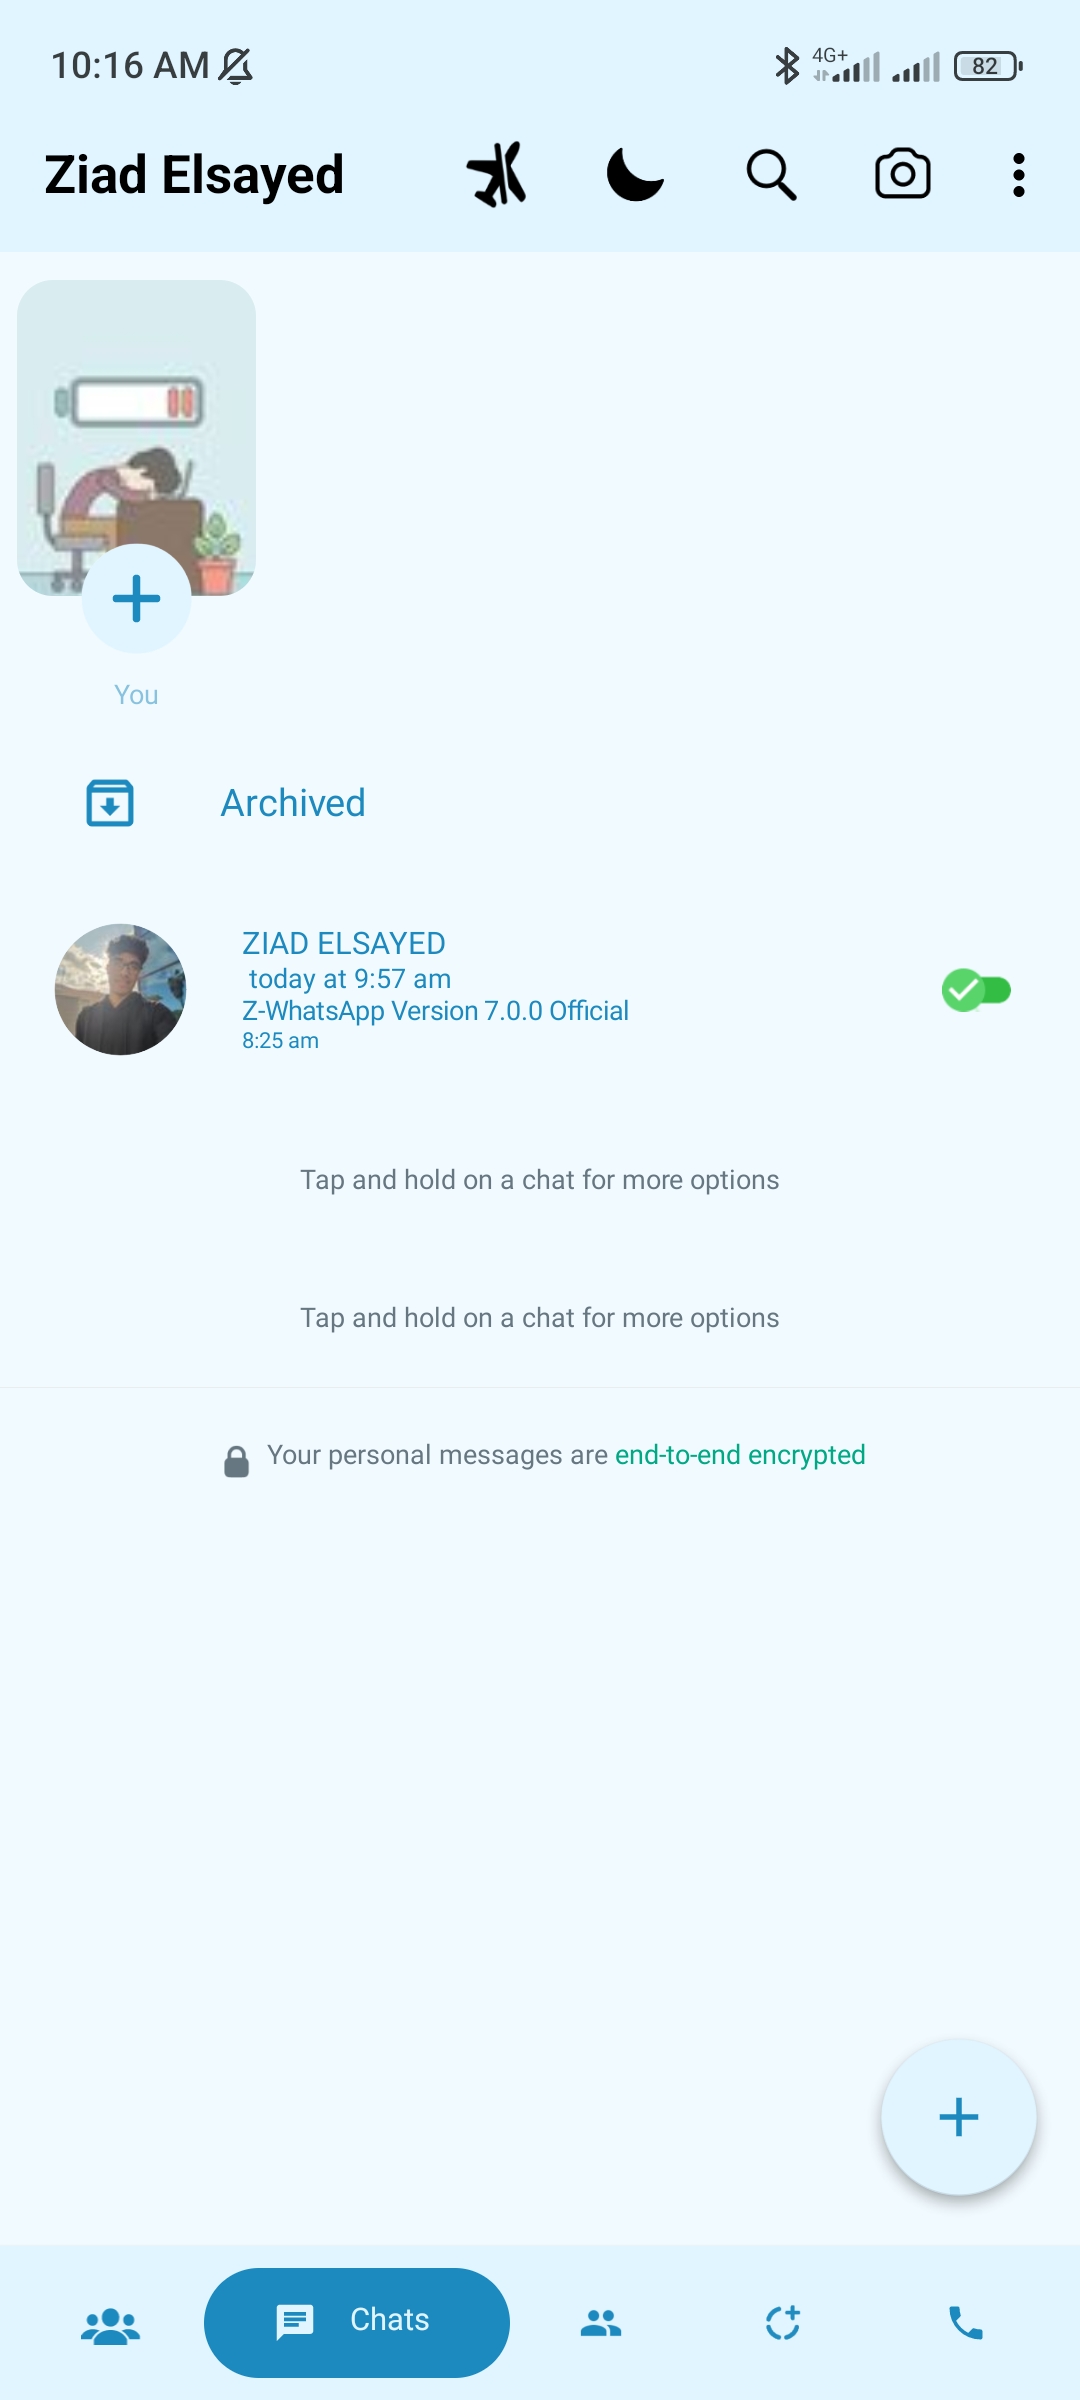 10:16 AM
4G+
82
Ziad Elsayed
You
Archived
ZIAD ELSAYED
today at 9:57 am
Z-WhatsApp Version 7.0.0 Official
8:25 am
Tap and hold on a chat for more options
Tap and hold on a chat for more options
Your personal messages are end-to-end encrypted
Chats